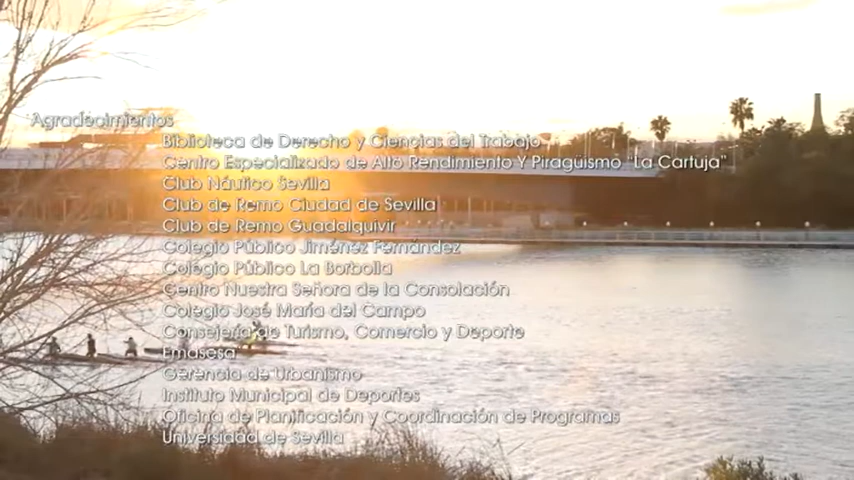 Agradecimientos
Biblioteca de Derecho y Ciencias del Trabajo
Centro Especializado de Alto Rendimiento Y Piragüismo "La Cartuja"
Club Náutico Sevilla
Club de Remo Ciudad de Sevilla
Club de Remo Guadalquivir
Colegio Público Jiménez Fernández
Colegio Público La Borbolla
Centro Nuestra Señora de la Consolación
Colegio José María del Campo
Consejería de Turismo, Comercio y Deporte
Emasesa
Gerencia de Urbanismo
Instituto Municipal de Deportes
Oficina de Planificación y Coordinación de Programas
Universidad de Sevilla